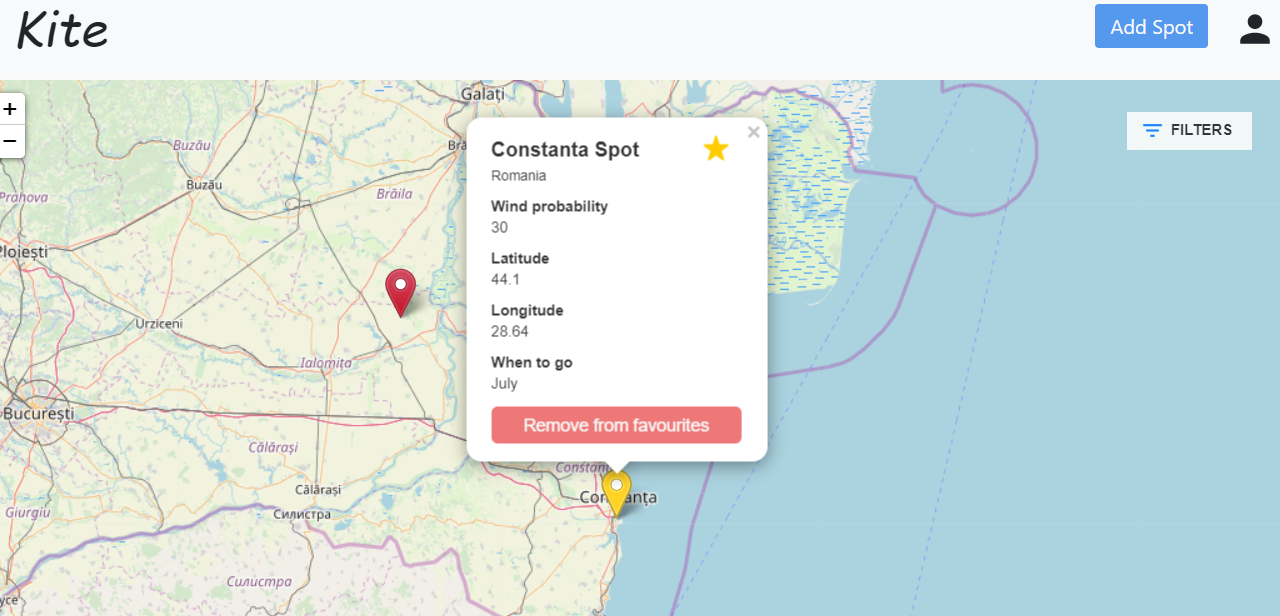 Kite
Add Spot
+
−
FILTERS
Galați
Buzău
Buzău
Brăila
Prahova
Ploiești
Urziceni
Ialomița
București
Călărași
Călărași
Силистра
Giurgiu
Силистра
Constanța
×
Constanta Spot
Romania
Wind probability
30
Latitude
44.1
Longitude
28.64
When to go
July
Remove from favourites